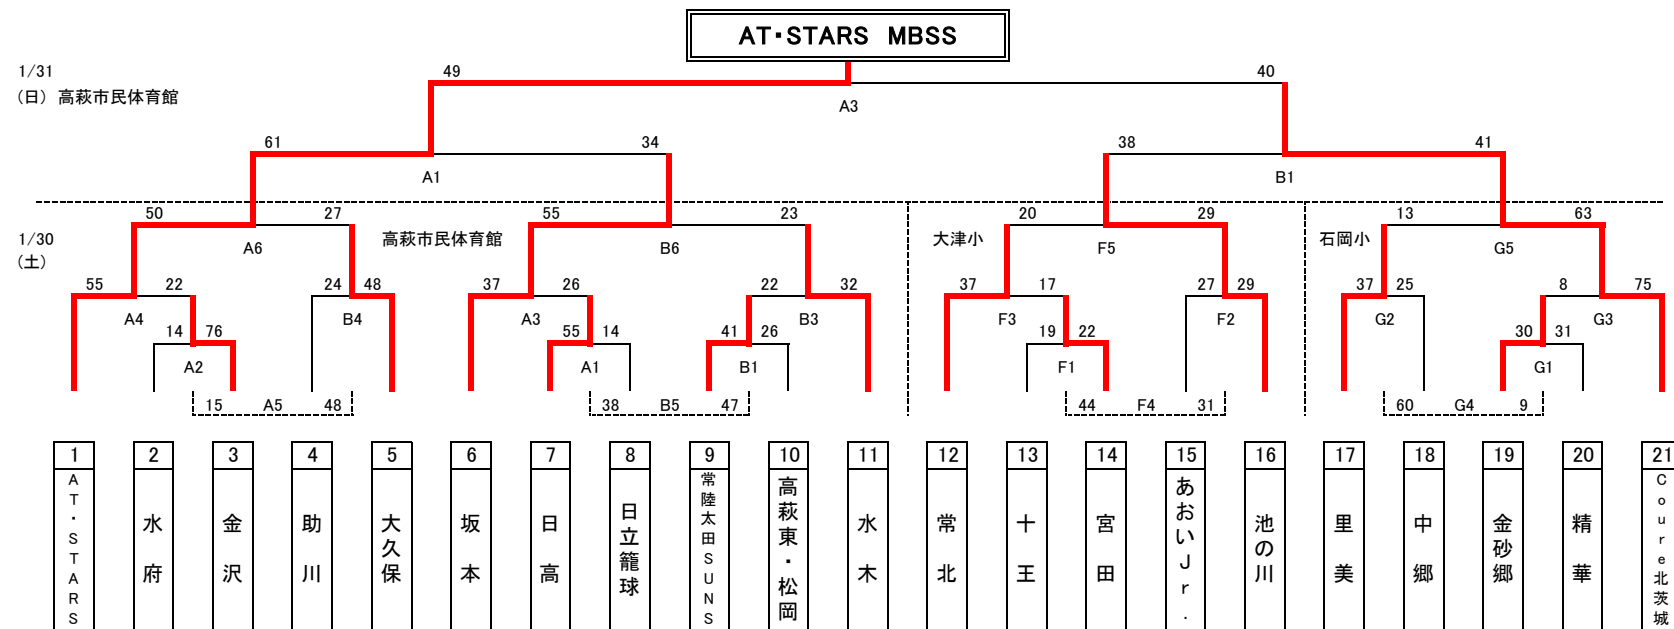 AT・STARS MBSS
1/31
(日) 高萩市民体育館
49 40
A3
61 34 38 41
A1 B1
50 27 55 23 20 29 13 63
1/30
(土)
高萩市民体育館 大津小 石岡小
A6 B6 F5 G5
55 22 24 48 37 26 22 32 37 17 27 29 37 25 8 75
A4 B4 A3 B3 F3 F2 G2 G3
14 76 55 14 41 26 19 22 30 31
A2 A1 B1 F1 G1
15 A5 48 38 B5 47 44 F4 31 60 G4 9
1 2 3 4 5 6 7 8 9 10 11 12 13 14 15 16 17 18 19 20 21
AT・STARS
水府
金沢
助川
大久保
坂本
日高
日立籠球
常陸太田SUNS
高萩東・松岡
水木
常北
十王
宮田
あおいJr.
池の川
里美
中郷
金砂郷
精華
Coure北茨城